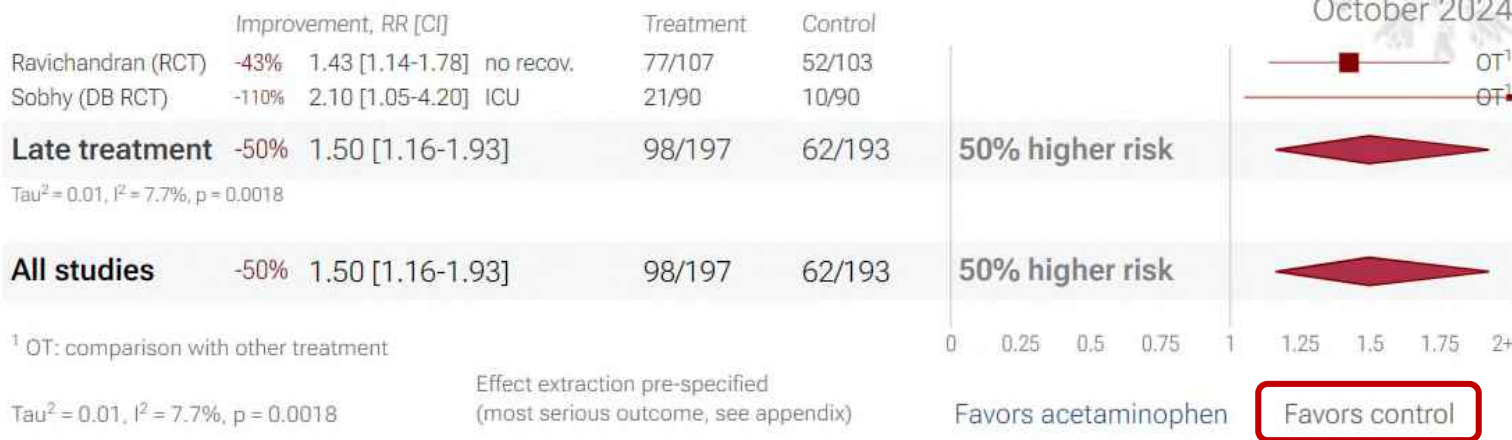 October 2024
Improvement, RR [CI] Treatment Control
Ravichandran (RCT) -43% 1.43 [1.14-1.78] no recov. 77/107 52/103 OT¹
Sobhy (DB RCT) -110% 2.10 [1.05-4.20] ICU 21/90 10/90 OT¹
Late treatment -50% 1.50 [1.16-1.93] 98/197 62/193 50% higher risk
Tau² = 0.01, I² = 7.7%, p = 0.0018
All studies -50% 1.50 [1.16-1.93] 98/197 62/193 50% higher risk
0 0.25 0.5 0.75 1 1.25 1.5 1.75 2+
¹ OT: comparison with other treatment
Effect extraction pre-specified
Tau² = 0.01, I² = 7.7%, p = 0.0018 (most serious outcome, see appendix) Favors acetaminophen Favors control